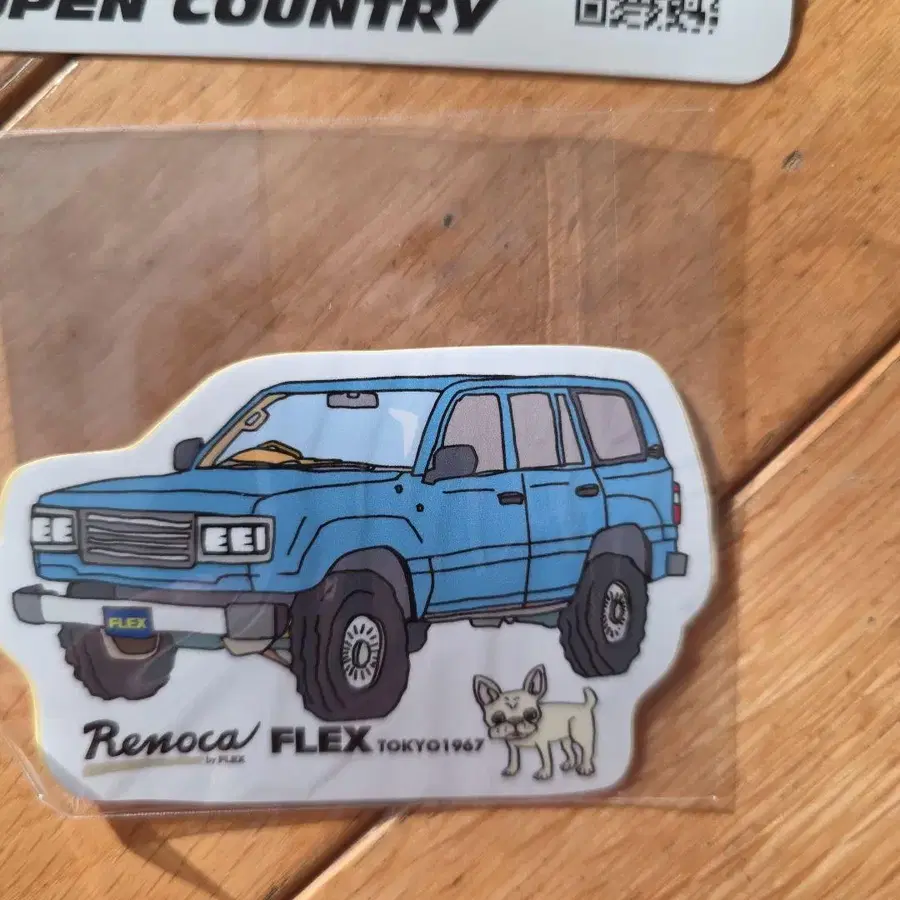 OPEN COUNTRY
FLEX
Renoca FLEX TOKYO1967
by FLEX